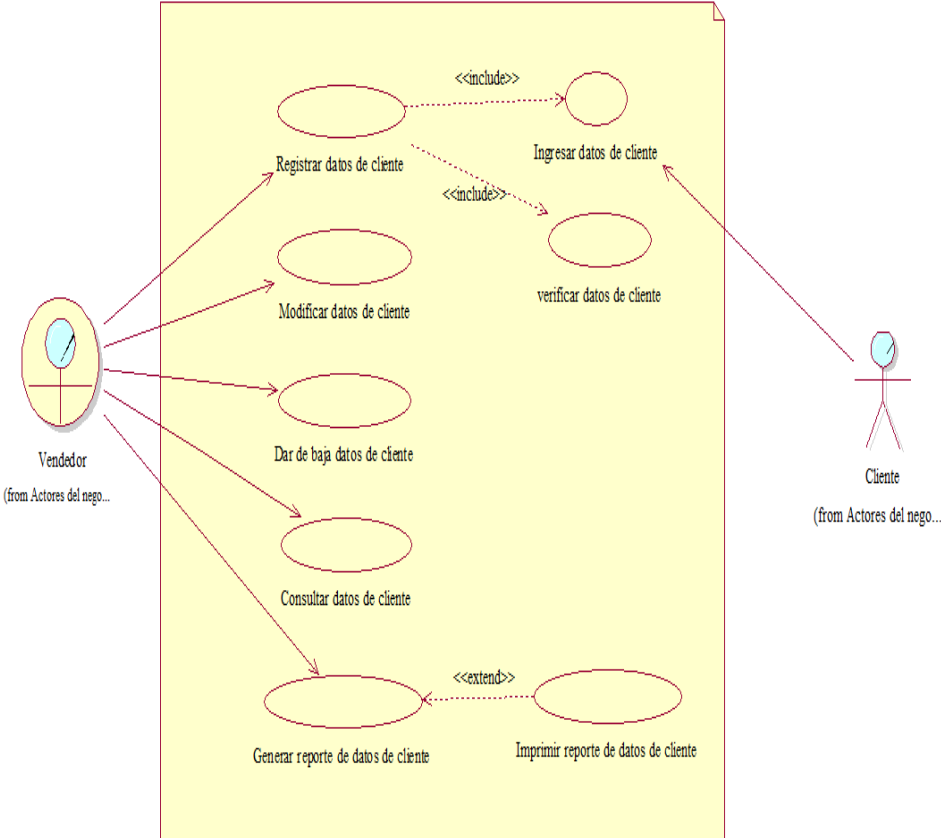 <<include>>
Ingresar datos de cliente
Registrar datos de cliente
<<include>>
verificar datos de cliente
Modificar datos de cliente
Dar de baja datos de cliente
Vendedor
(from Actores del nego...
Cliente
(from Actores del nego...
Consultar datos de cliente
<<extend>>
Generar reporte de datos de cliente
Imprimir reporte de datos de cliente